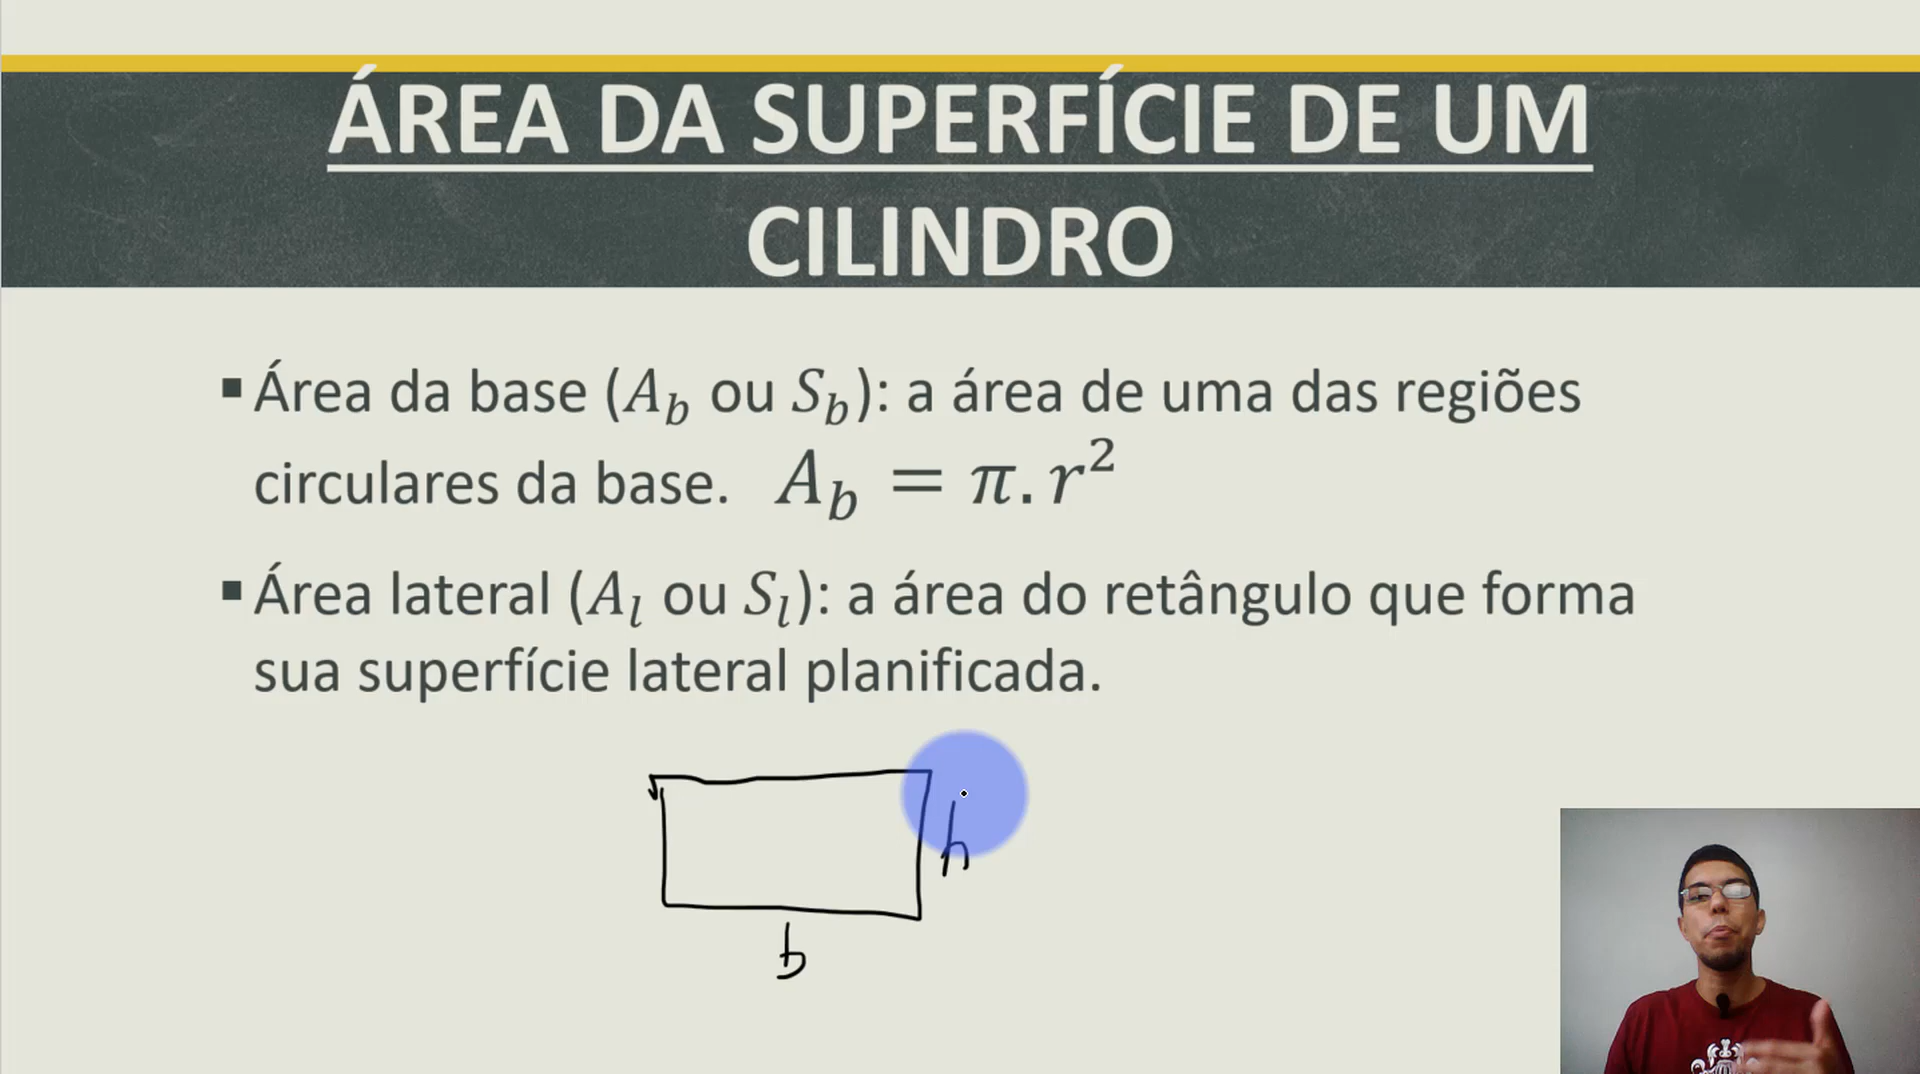 ÁREA DA SUPERFÍCIE DE UM
CILINDRO
▪ Área da base (A_b ou S_b): a área de uma das regiões
circulares da base. A_b = π.r²
▪ Área lateral (A_l ou S_l): a área do retângulo que forma
sua superfície lateral planificada.
h
b